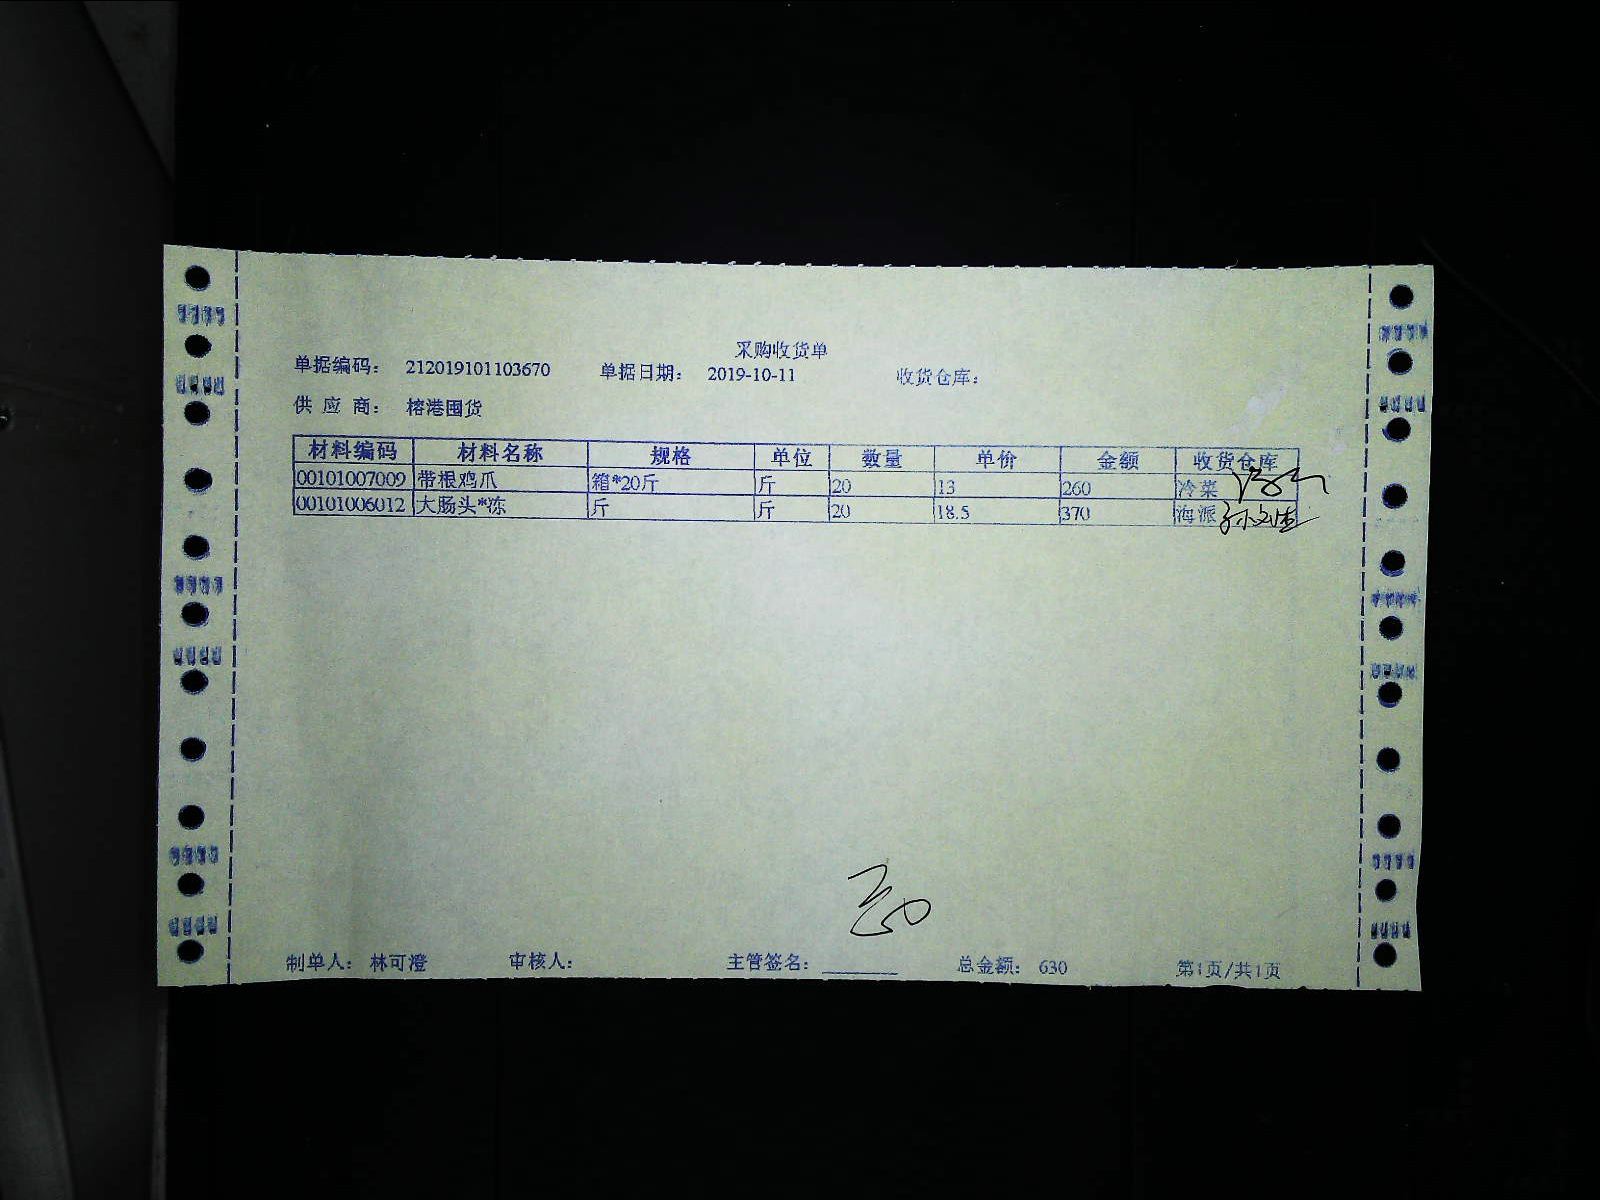 采购收货单
单据编码： 212019101103670 单据日期： 2019-10-11 收货仓库：
供 应 商： 榕港囤货
材料编码 材料名称 规格 单位 数量 单价 金额 收货仓库
00101007009 带根鸡爪 箱*20斤 斤 20 13 260 冷菜
00101006012 大肠头*冻 斤 斤 20 18.5 370 海派
制单人： 林可澄 审核人： 主管签名： 总金额： 630 第1页/共1页